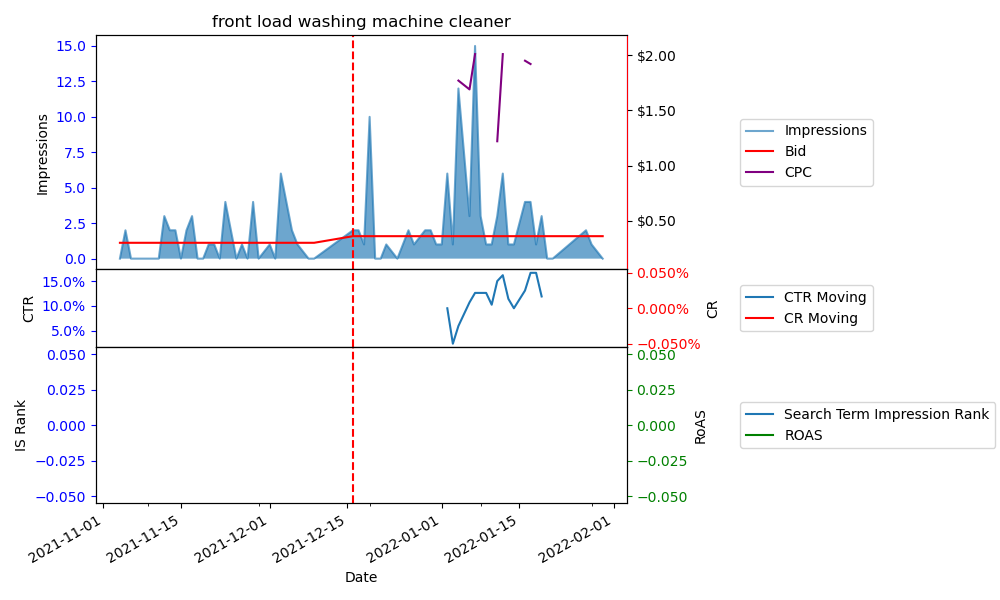 front load washing machine cleaner
15.0
12.5
10.0
7.5
5.0
2.5
0.0
Impressions
$2.00
$1.50
$1.00
$0.50
Impressions
Bid
CPC
15.0%
10.0%
5.0%
CTR
0.050%
0.000%
−0.050%
CR
CTR Moving
CR Moving
0.050
0.025
0.000
−0.025
−0.050
IS Rank
0.050
0.025
0.000
−0.025
−0.050
RoAS
Search Term Impression Rank
ROAS
2021-11-01
2021-11-15
2021-12-01
2021-12-15
2022-01-01
2022-01-15
2022-02-01
Date